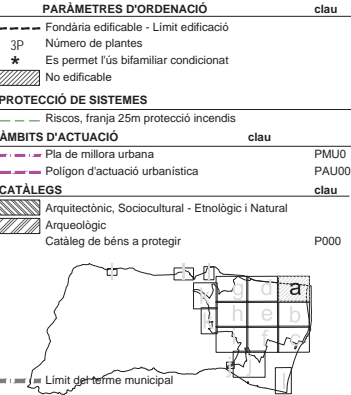 PARÀMETRES D'ORDENACIÓ clau
Fondària edificable - Límit edificació
3P Número de plantes
* Es permet l'ús bifamiliar condicionat
No edificable
PROTECCIÓ DE SISTEMES
Riscos, franja 25m protecció incendis
ÀMBITS D'ACTUACIÓ clau
Pla de millora urbana PMU0
Polígon d'actuació urbanística PAU00
CATÀLEGS clau
Arquitectònic, Sociocultural - Etnològic i Natural
Arqueològic
Catàleg de béns a protegir P000
g d a
h e b
f c
Límit del terme municipal